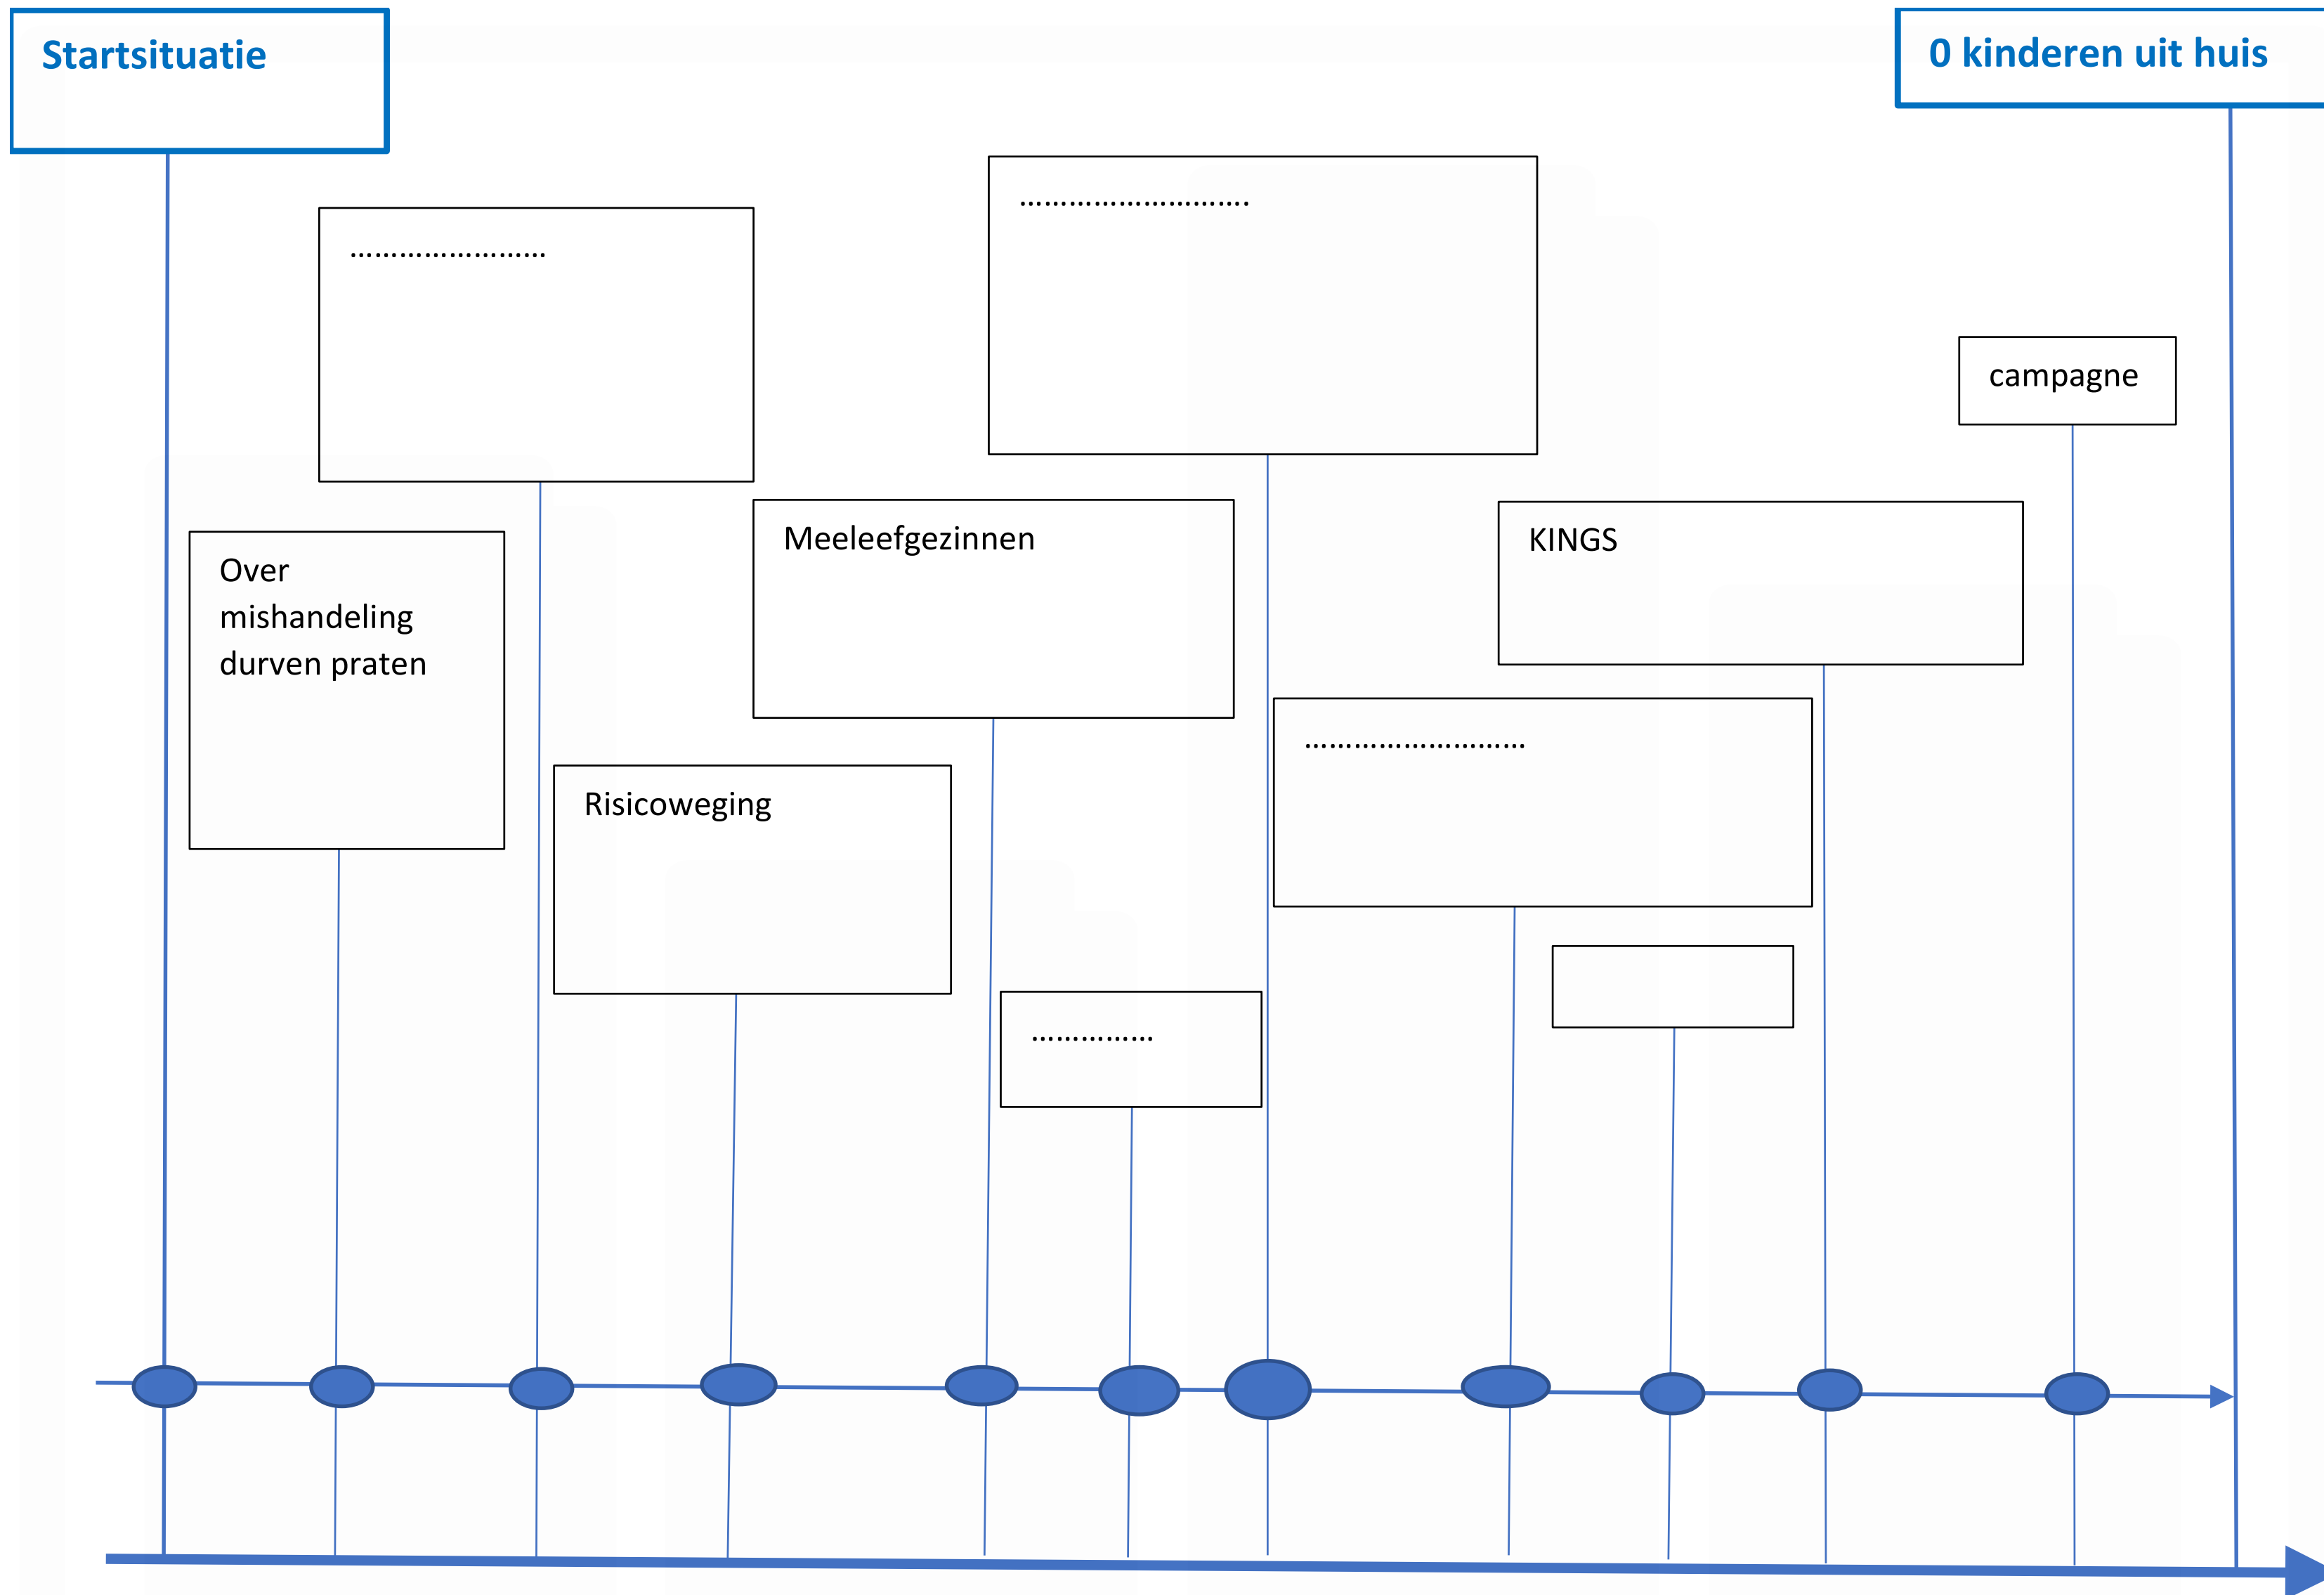 Startsituatie
0 kinderen uit huis
…………………………
……………………….
campagne
Over
mishandeling
durven praten
Meeleefgezinnen
KINGS
………………………
Risicoweging
……………